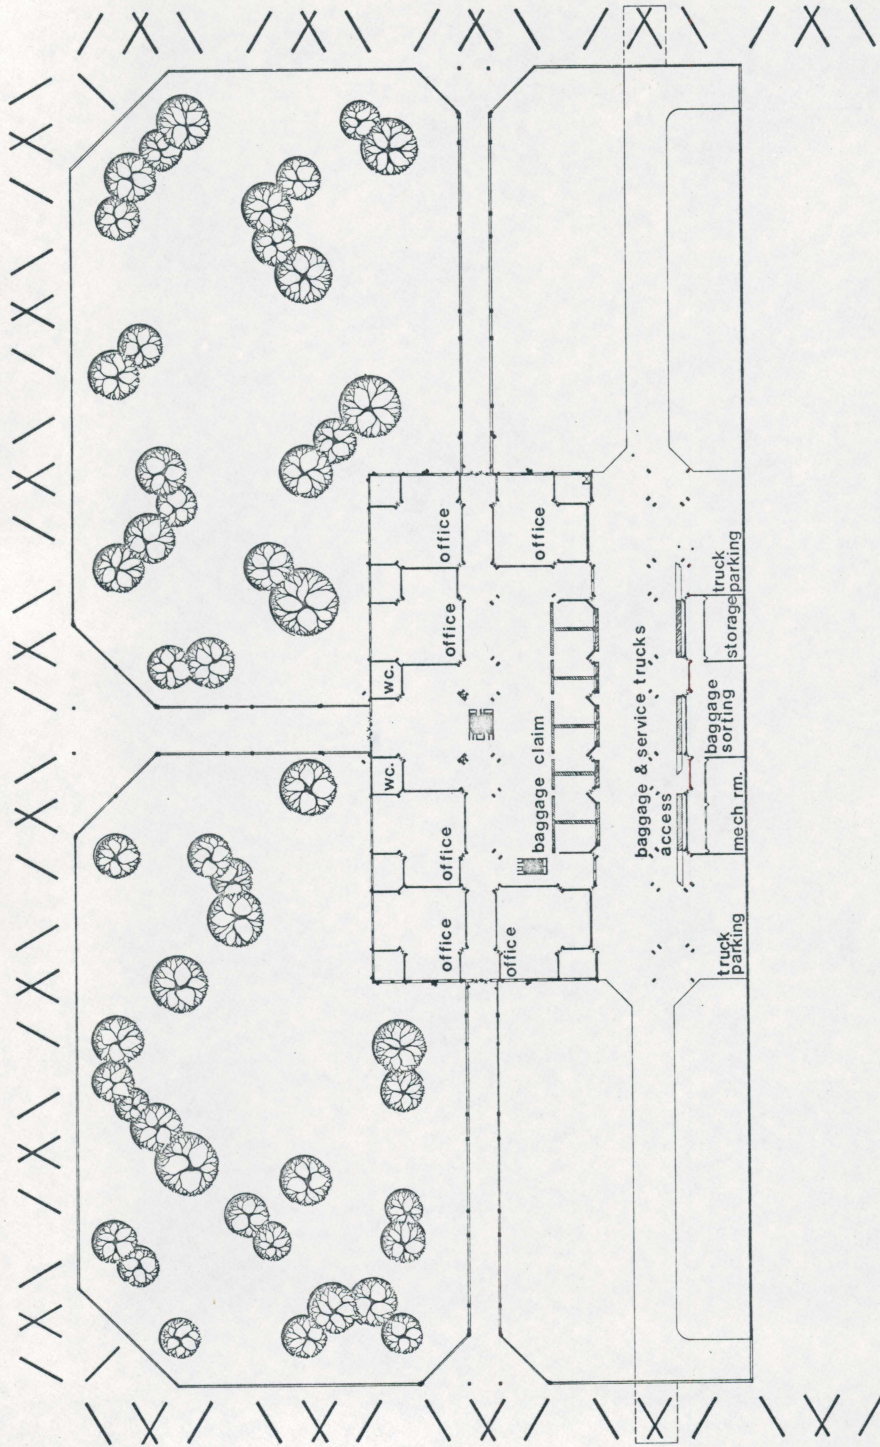 office
office
office
office
office
office
wc.
wc.
baggage claim
baggage & service trucks
access
truck
parking
mech rm.
baggage
sorting
storage
truck
parking